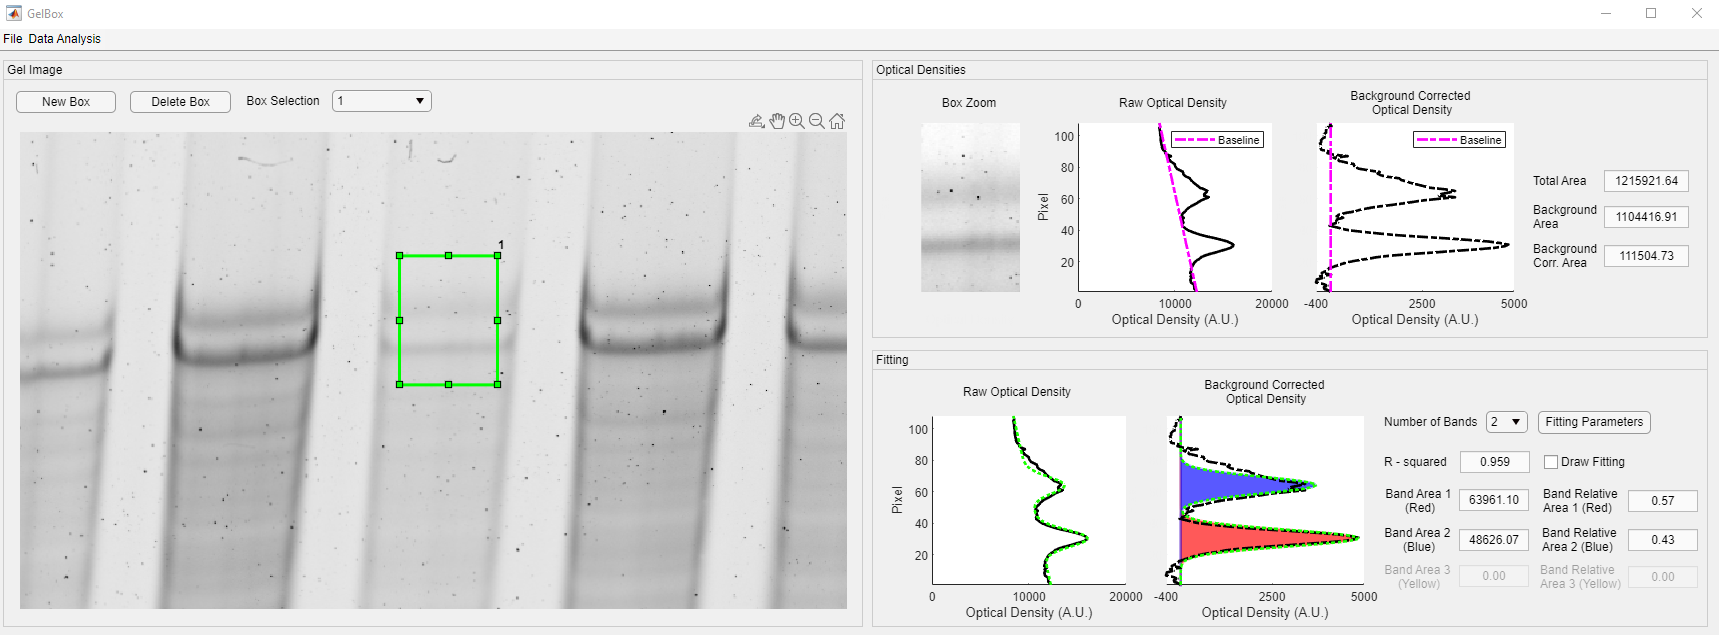 GelBox
File Data Analysis
Gel Image
New Box
Delete Box
Box Selection
1
1
Optical Densities
Box Zoom
Raw Optical Density
Baseline
100
80
60
40
20
Pixel
0
10000
20000
Optical Density (A.U.)
Background Corrected
Optical Density
Baseline
-400
2500
5000
Optical Density (A.U.)
Total Area
1215921.64
Background
Area
1104416.91
Background
Corr. Area
111504.73
Fitting
Raw Optical Density
100
80
60
40
20
Pixel
0
10000
20000
Optical Density (A.U.)
Background Corrected
Optical Density
-400
2500
5000
Optical Density (A.U.)
Number of Bands
2
Fitting Parameters
R - squared
0.959
Draw Fitting
Band Area 1
(Red)
63961.10
Band Relative
Area 1 (Red)
0.57
Band Area 2
(Blue)
48626.07
Band Relative
Area 2 (Blue)
0.43
Band Area 3
(Yellow)
0.00
Band Relative
Area 3 (Yellow)
0.00